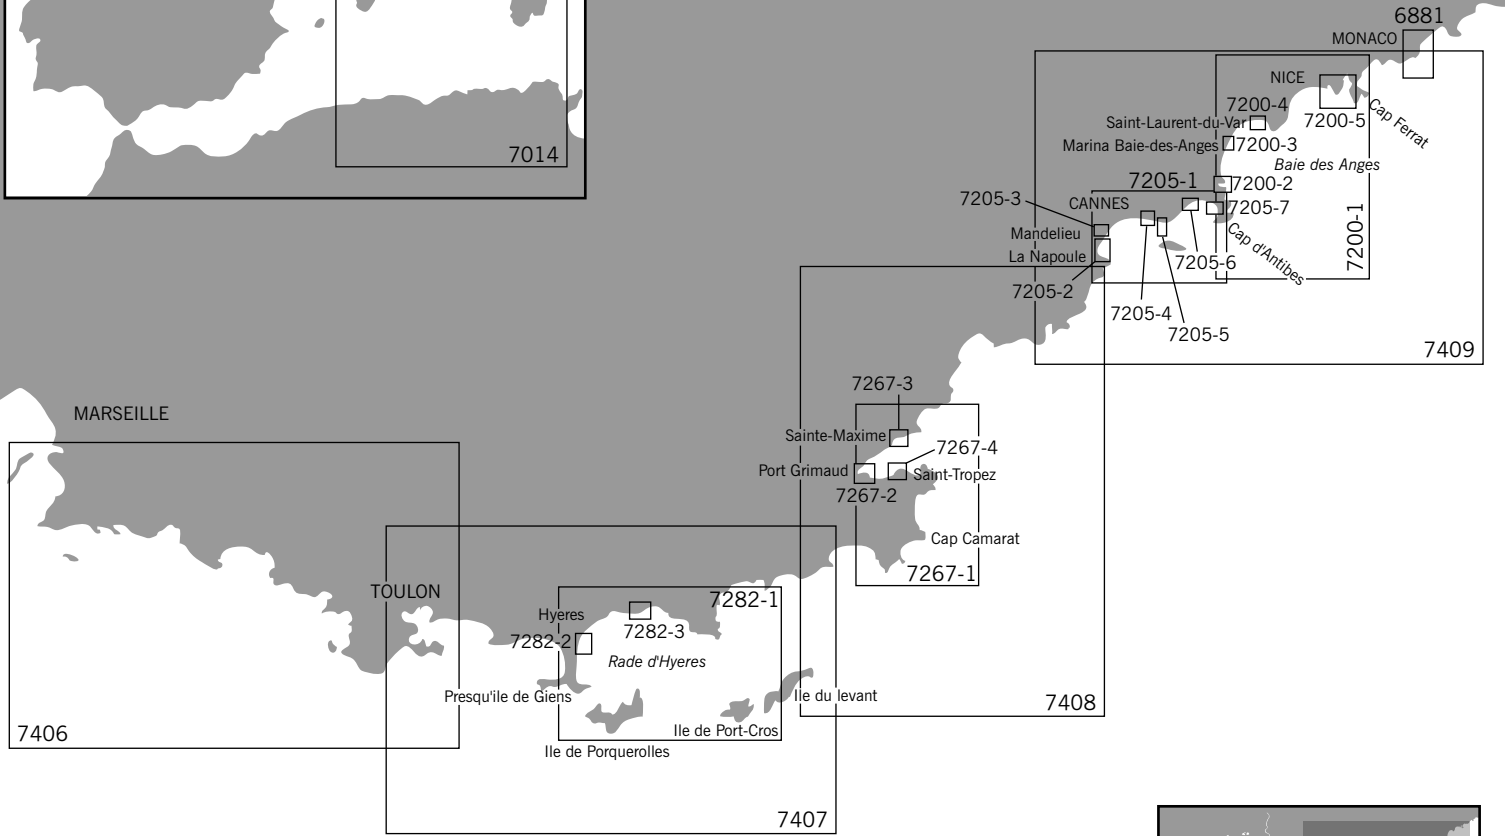 6881
MONACO
NICE
7200-4
Cap Ferrat
Saint-Laurent-du-Var
7200-5
Marina Baie-des-Anges
7200-3
Baie des Anges
7014
7205-1
7200-2
7205-3
CANNES
7205-7
7200-1
Mandelieu
Cap d'Antibes
La Napoule
7205-6
7205-2
7205-4
7205-5
7409
7267-3
MARSEILLE
Sainte-Maxime
7267-4
Port Grimaud
Saint-Tropez
7267-2
Cap Camarat
7267-1
TOULON
7282-1
Hyeres
7282-3
7282-2
Rade d'Hyeres
Presqu'ile de Giens
Ile du levant
7408
7406
Ile de Port-Cros
Ile de Porquerolles
7407